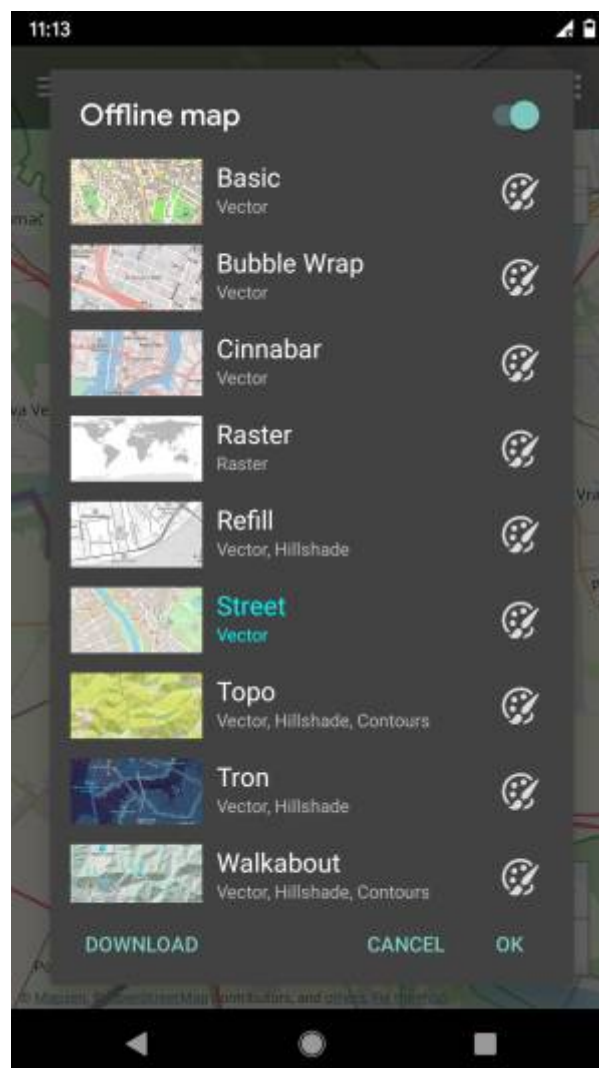 11:13
Offline map
Basic
Vector
Bubble Wrap
Vector
Cinnabar
Vector
Raster
Raster
Refill
Vector, Hillshade
Street
Vector
Topo
Vector, Hillshade, Contours
Tron
Vector, Hillshade
Walkabout
Vector, Hillshade, Contours
DOWNLOAD CANCEL OK